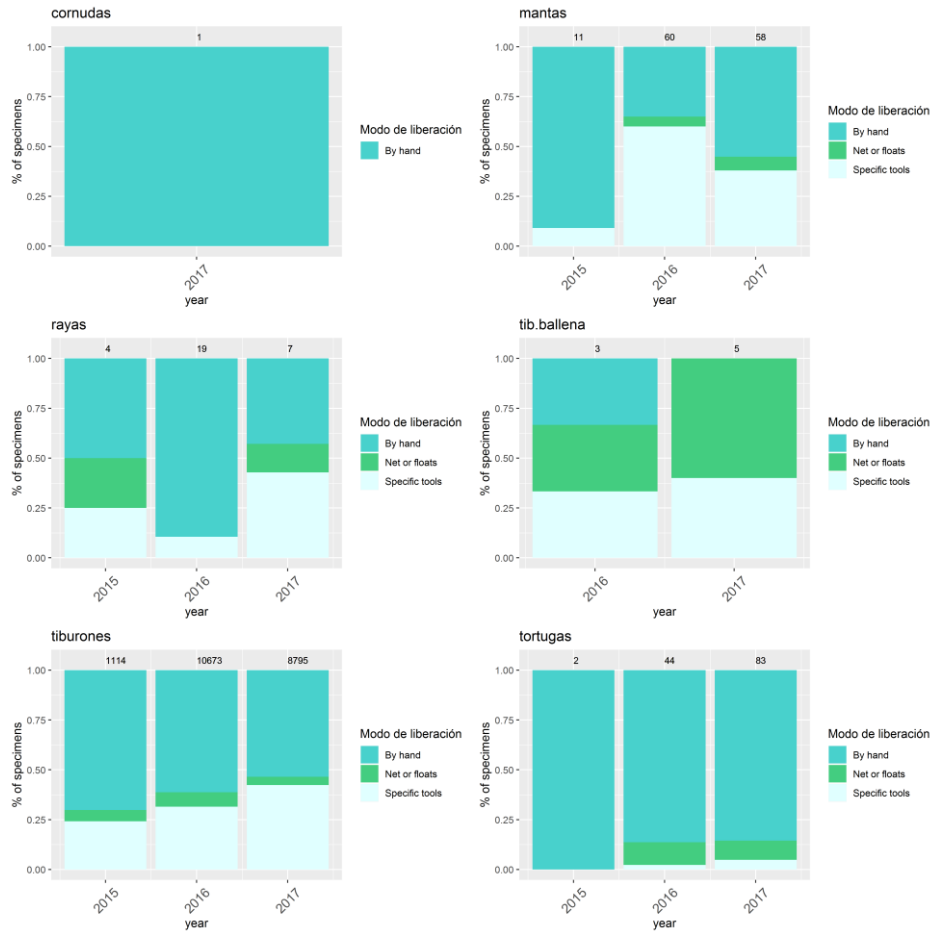 cornudas
1
1.00
0.75
0.50
0.25
0.00
% of specimens
2017
year
Modo de liberación
By hand
mantas
11 60 58
1.00
0.75
0.50
0.25
0.00
% of specimens
2015 2016 2017
year
Modo de liberación
By hand
Net or floats
Specific tools
rayas
4 19 7
1.00
0.75
0.50
0.25
0.00
% of specimens
2015 2016 2017
year
Modo de liberación
By hand
Net or floats
Specific tools
tib.ballena
3 5
1.00
0.75
0.50
0.25
0.00
% of specimens
2016 2017
year
Modo de liberación
By hand
Net or floats
Specific tools
tiburones
1114 10673 8795
1.00
0.75
0.50
0.25
0.00
% of specimens
2015 2016 2017
year
Modo de liberación
By hand
Net or floats
Specific tools
tortugas
2 44 83
1.00
0.75
0.50
0.25
0.00
% of specimens
2015 2016 2017
year
Modo de liberación
By hand
Net or floats
Specific tools